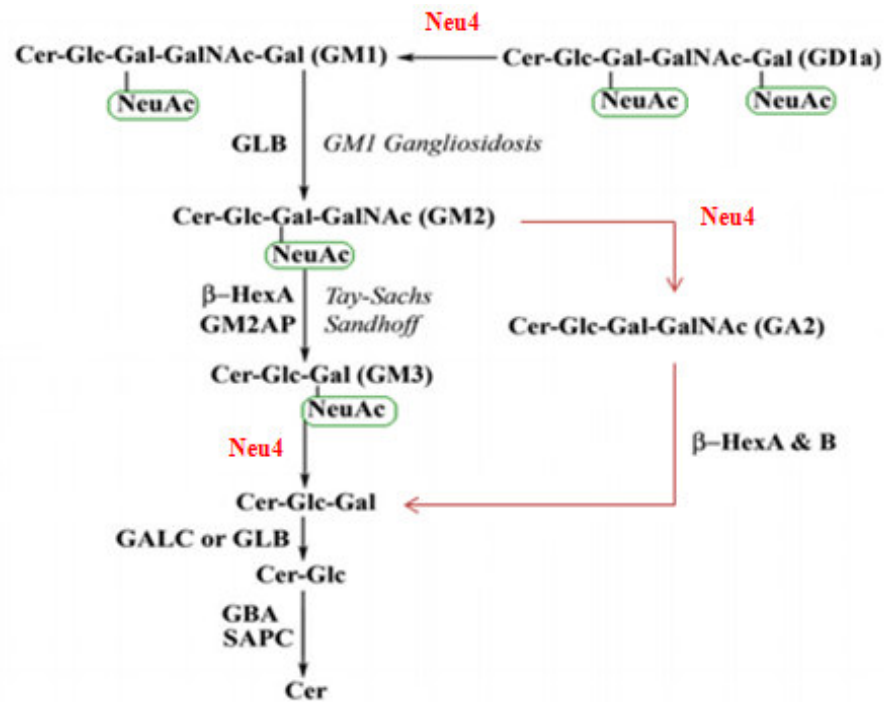 Neu4
Cer-Glc-Gal-GalNAc-Gal (GM1)
Cer-Glc-Gal-GalNAc-Gal (GD1a)
NeuAc
NeuAc
NeuAc
GLB
GM1 Gangliosidosis
Cer-Glc-Gal-GalNAc (GM2)
Neu4
NeuAc
β-HexA
Tay-Sachs
GM2AP
Sandhoff
Cer-Glc-Gal-GalNAc (GA2)
Cer-Glc-Gal (GM3)
NeuAc
Neu4
β-HexA & B
Cer-Glc-Gal
GALC or GLB
Cer-Glc
GBA
SAPC
Cer